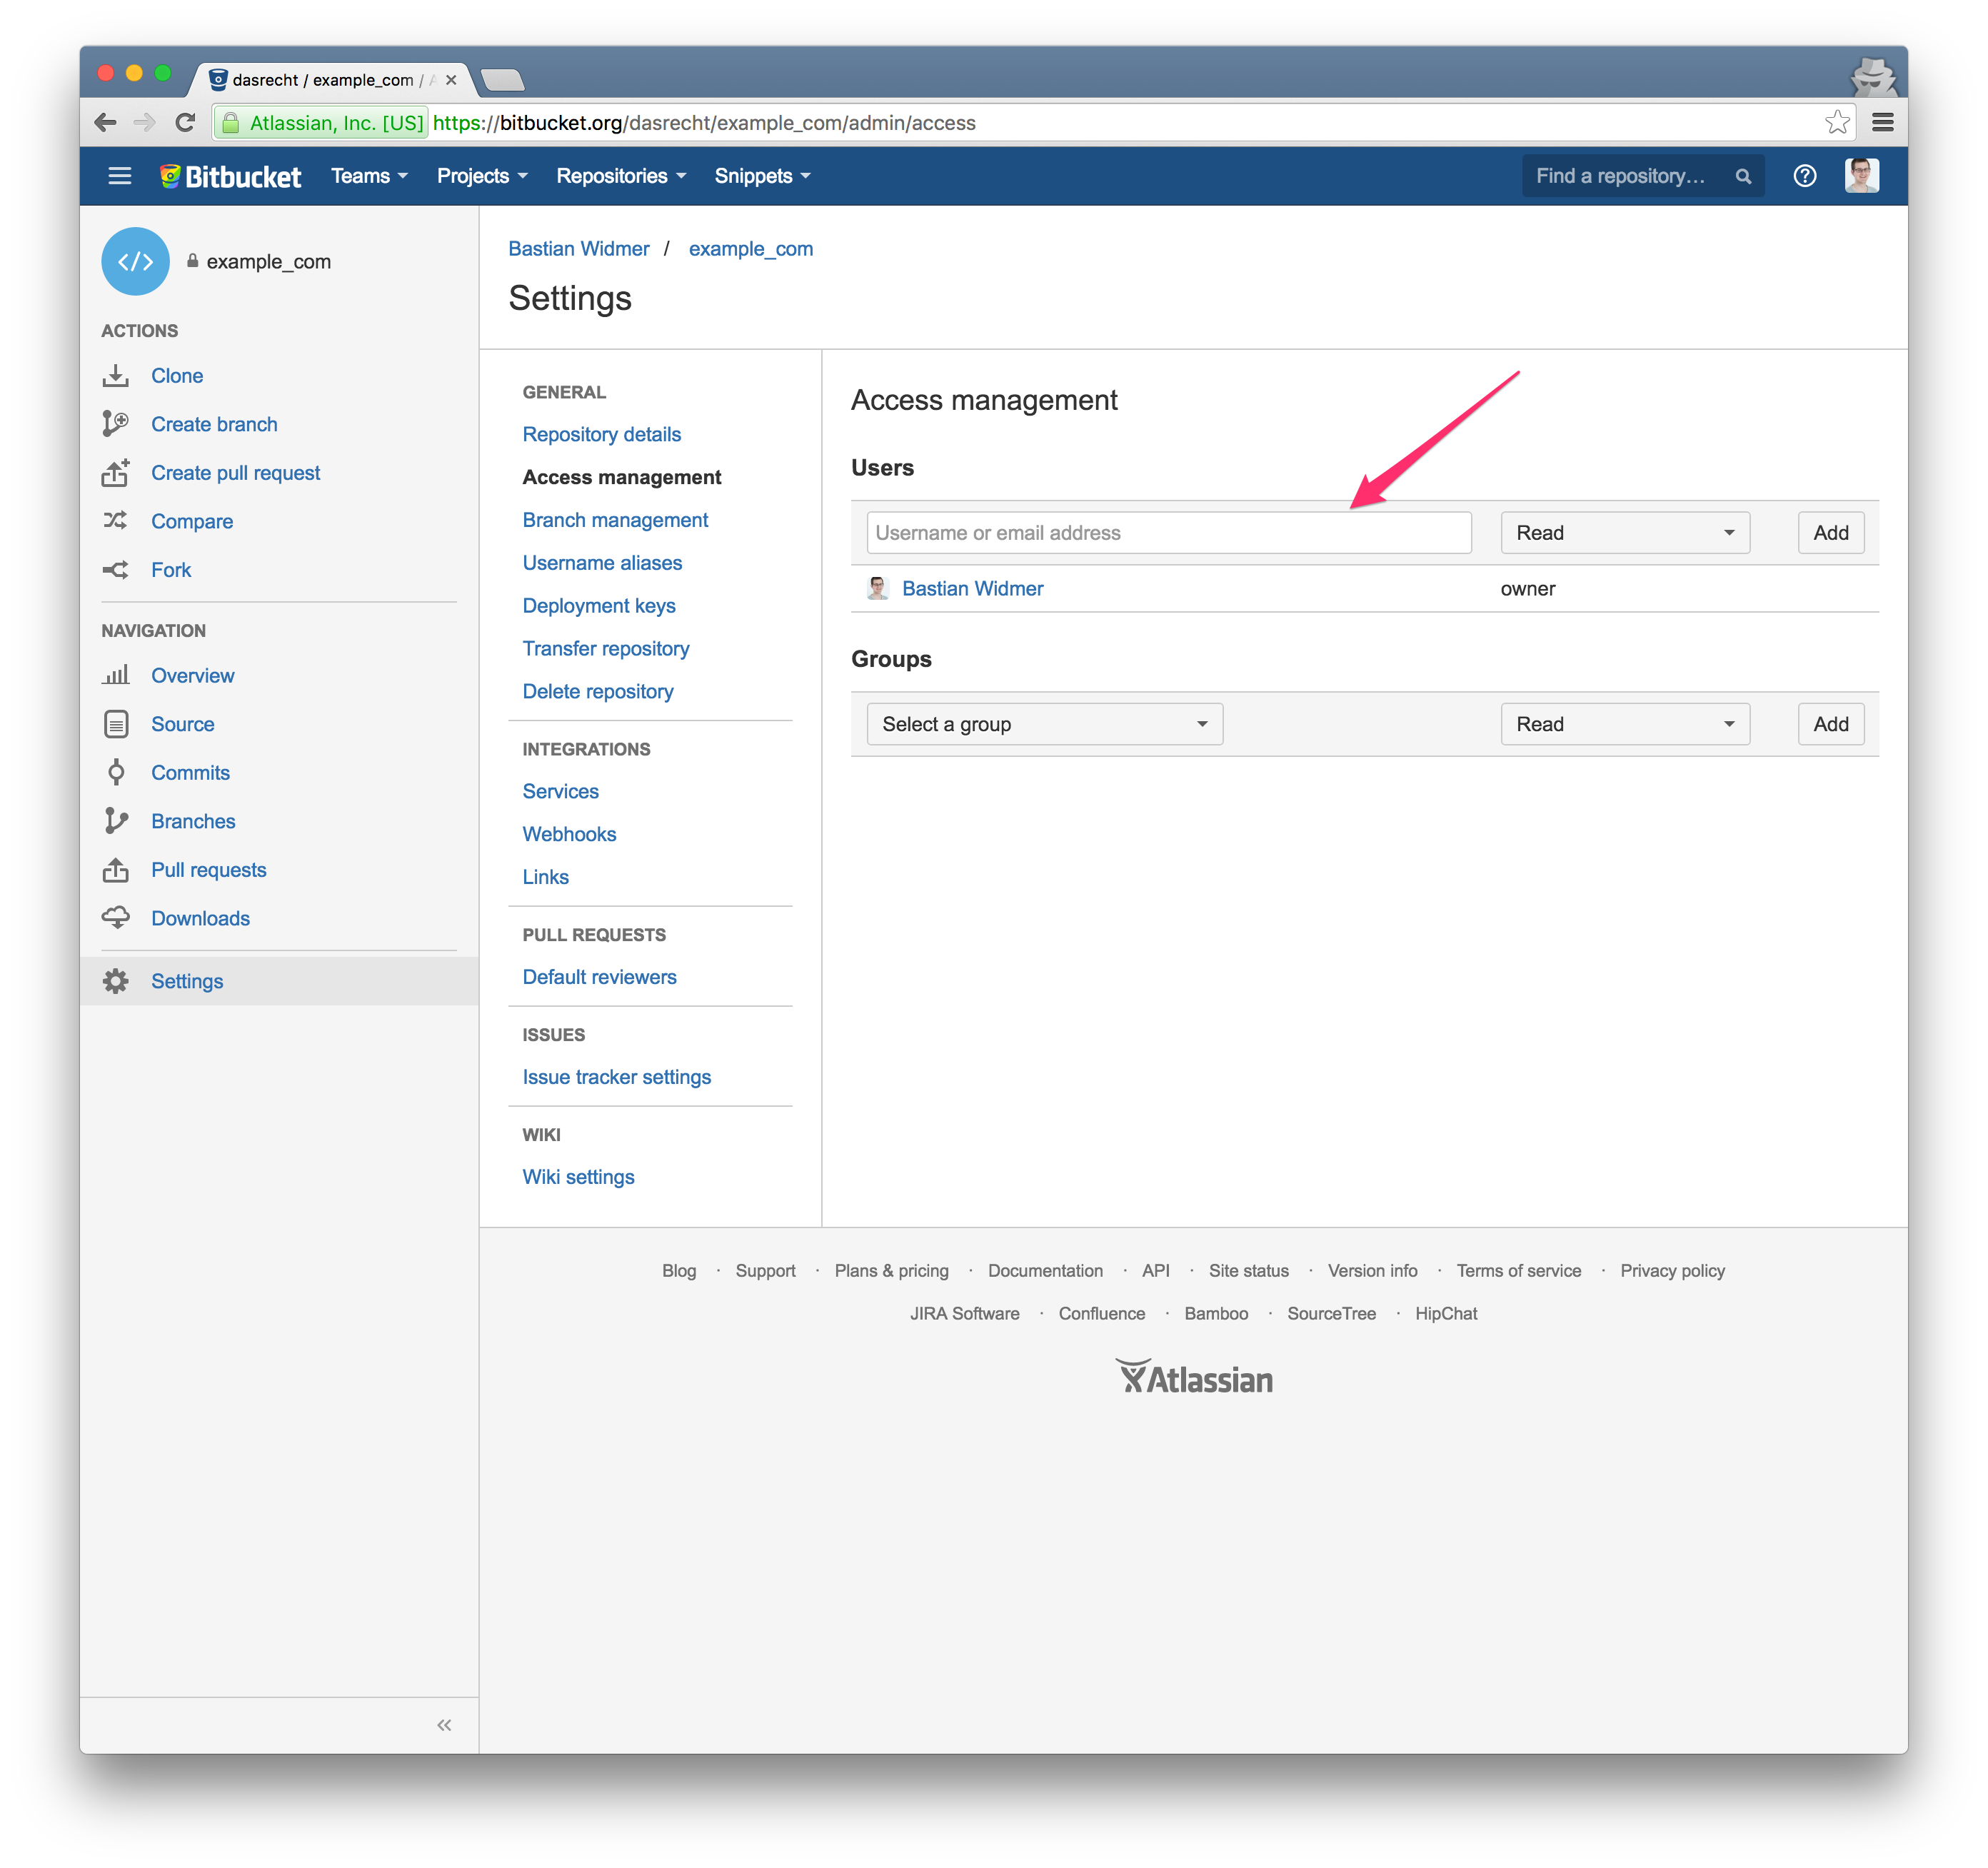 dasrecht / example_com /
Atlassian, Inc. [US] https://bitbucket.org/dasrecht/example_com/admin/access
Bitbucket Teams Projects Repositories Snippets Find a repository...
example_com
ACTIONS
Clone
Create branch
Create pull request
Compare
Fork
NAVIGATION
Overview
Source
Commits
Branches
Pull requests
Downloads
Settings
Bastian Widmer / example_com
Settings
GENERAL
Repository details
Access management
Branch management
Username aliases
Deployment keys
Transfer repository
Delete repository
INTEGRATIONS
Services
Webhooks
Links
PULL REQUESTS
Default reviewers
ISSUES
Issue tracker settings
WIKI
Wiki settings
Access management
Users
Username or email address Read Add
Bastian Widmer owner
Groups
Select a group Read Add
Blog · Support · Plans & pricing · Documentation · API · Site status · Version info · Terms of service · Privacy policy
JIRA Software · Confluence · Bamboo · SourceTree · HipChat
Atlassian